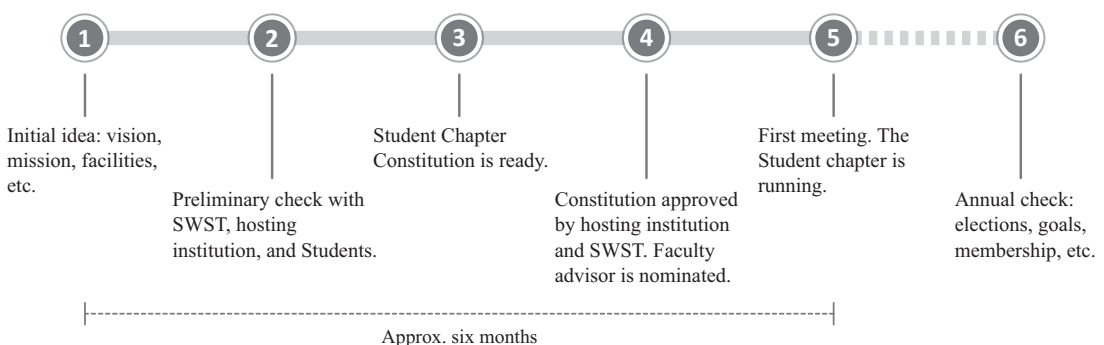 1
2
3
4
5
6
Initial idea: vision,
mission, facilities,
etc.
Preliminary check with
SWST, hosting
institution, and Students.
Student Chapter
Constitution is ready.
Constitution approved
by hosting institution
and SWST. Faculty
advisor is nominated.
First meeting. The
Student chapter is
running.
Annual check:
elections, goals,
membership, etc.
Approx. six months